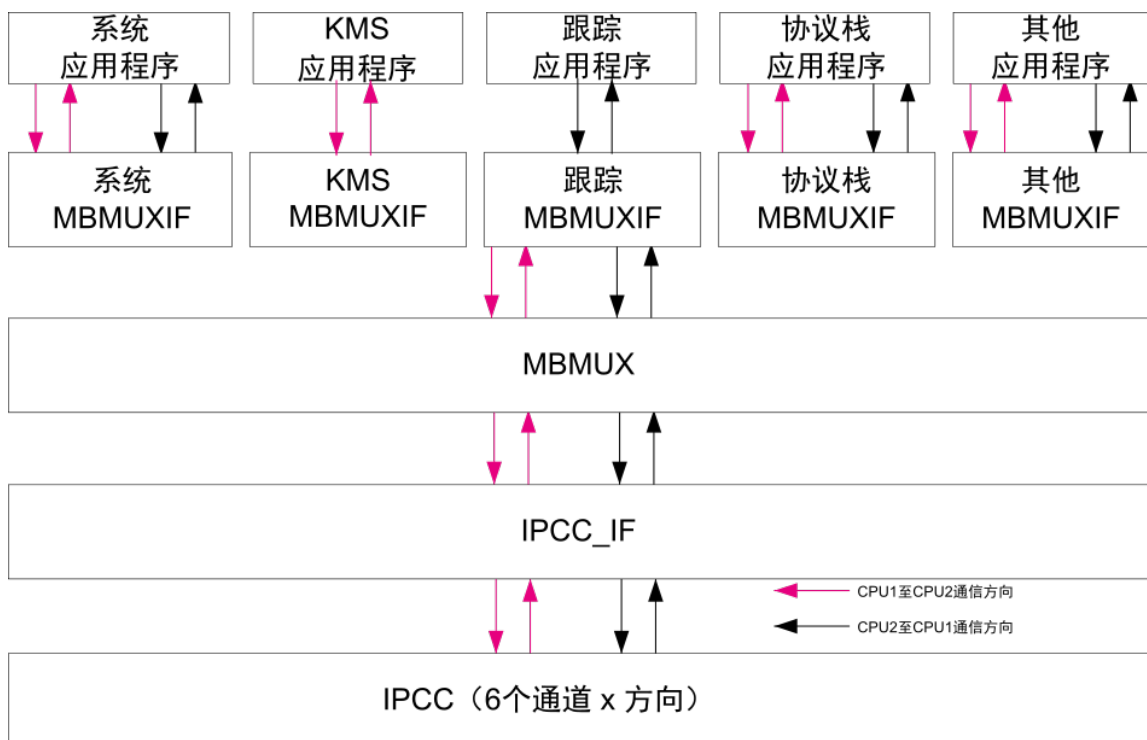 系统
应用程序
KMS
应用程序
跟踪
应用程序
协议栈
应用程序
其他
应用程序
系统
MBMUXIF
KMS
MBMUXIF
跟踪
MBMUXIF
协议栈
MBMUXIF
其他
MBMUXIF
MBMUX
IPCC_IF
CPU1至CPU2通信方向
CPU2至CPU1通信方向
IPCC（6个通道 x 方向）